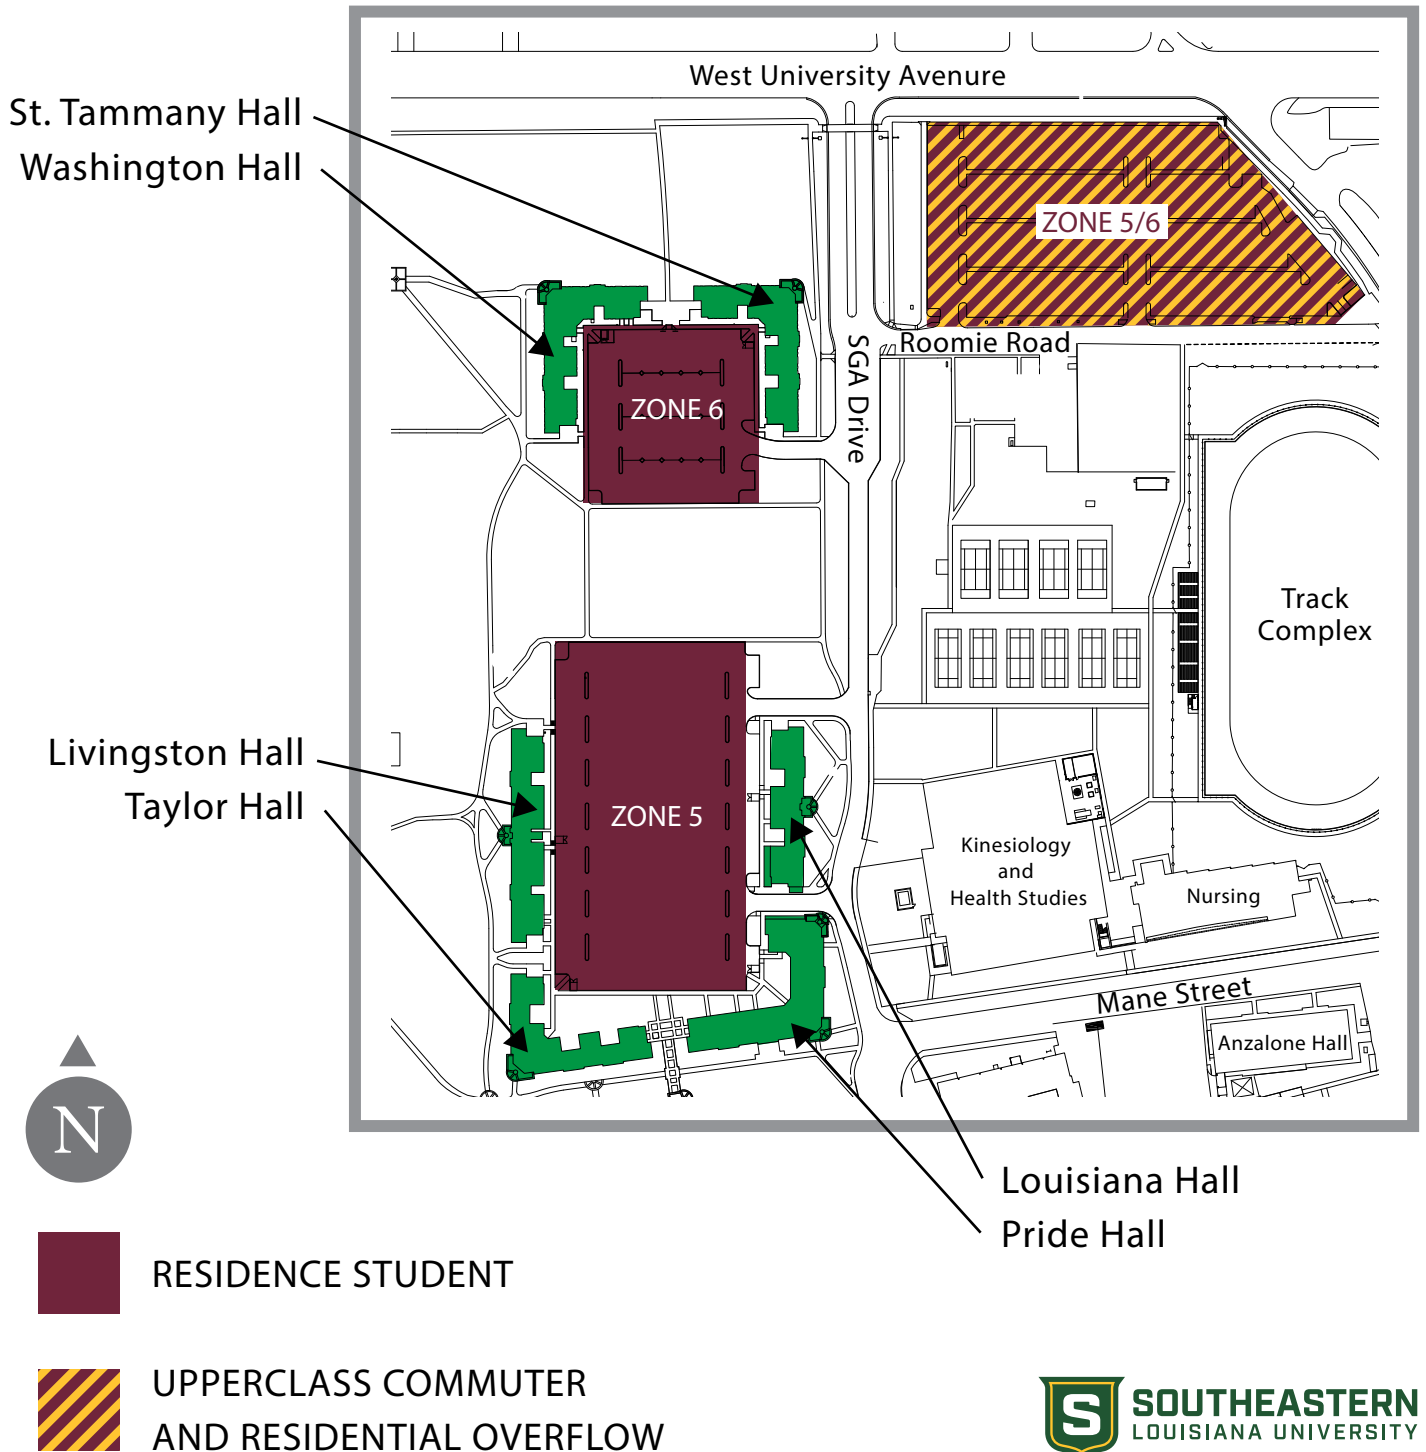 West University Avenure
St. Tammany Hall
Washington Hall
ZONE 5/6
Roomie Road
SGA Drive
ZONE 6
Track
Complex
Livingston Hall
Taylor Hall
ZONE 5
Kinesiology
and
Health Studies
Nursing
Mane Street
Anzalone Hall
N
Louisiana Hall
Pride Hall
RESIDENCE STUDENT
UPPERCLASS COMMUTER
AND RESIDENTIAL OVERFLOW
S
SOUTHEASTERN
LOUISIANA UNIVERSITY